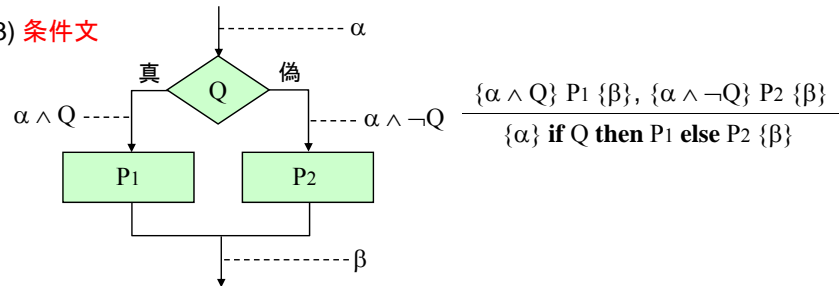 3) 条件文
α
真
偽
Q
α ∧ Q
α ∧ ¬Q
P1
P2
β
{α ∧ Q} P1 {β}, {α ∧ ¬Q} P2 {β}
{α} if Q then P1 else P2 {β}